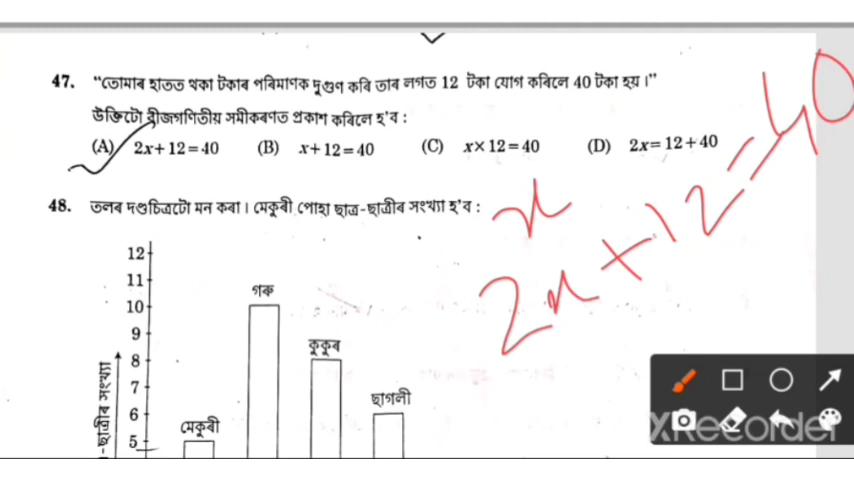 47. "তোমাৰ হাতত থকা টকাৰ পৰিমাণক দুগুণ কৰি তাৰ লগত 12 টকা যোগ কৰিলে 40 টকা হয়।"
উক্তিটো বীজগণিতীয় সমীকৰণত প্ৰকাশ কৰিলে হ'ব :
(A) 2x+12=40 (B) x+12=40 (C) x×12=40 (D) 2x=12+40
x
2x+12=40
48. তলৰ দণ্ডচিত্ৰটো মন কৰা। মেকুৰী পোহা ছাত্ৰ-ছাত্ৰীৰ সংখ্যা হ'ব :
12
11
10
9
8
7
6
5
গৰু
কুকুৰ
ছাগলী
মেকুৰী
-ছাত্ৰীৰ সংখ্যা
XRecorder